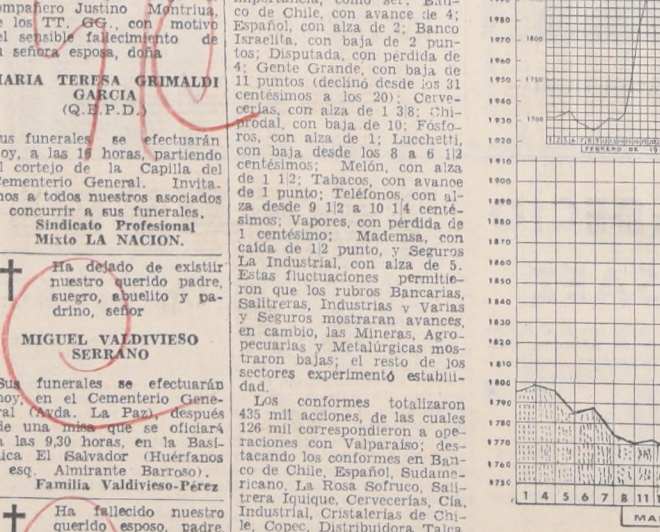 ompañero Justino Montriua,
e los TT. GG., con motivo
el sensible fallecimiento de
u señora esposa, doña
MARIA TERESA GRIMALDI
GARCIA
(Q.E.P.D.)
sus funerales se efectuarán
oy, a las 16 horas, partiendo
l cortejo de la Capilla del
Cementerio General. Invita-
mos a todos nuestros asociados
concurrir a sus funerales.
Sindicato Profesional
Mixto LA NACION.
Ha dejado de existiir
nuestro querido padre,
suegro, abuelito y pa-
drino, señor
MIGUEL VALDIVIESO
SERRANO
Sus funerales se efectuarán
hoy, en el Cementerio Gene-
ral (Avda. La Paz), después
de una misa que se oficiará
a las 9,30 horas, en la Basí-
lica El Salvador (Huérfanos
esq. Almirante Barroso).
Familia Valdivieso-Pérez
Ha fallecido nuestro
querido esposo, padre,
co de Chile, con avance de 4;
Español, con alza de 2; Banco
Israelita, con baja de 2 pun-
tos; Disputada, con pérdida de
4; Gente Grande, con baja de
11 puntos (declinó desde los 31
centésimos a los 20); Cerve-
cerías, con alza de 1 3|8; Chi-
prodal, con baja de 10; Fósfo-
ros, con alza de 1; Lucchetti,
con baja desde los 8 a 6 1|2
centésimos; Melón, con alza
de 1 1|2; Tabacos, con avance
de 1 punto; Teléfonos, con al-
za desde 9 1|2 a 10 1|4 centé-
simos; Vapores, con pérdida de
1 centésimo; Mademsa, con
caída de 1|2 punto, y Seguros
La Industrial, con alza de 5.
Estas fluctuaciones permitie-
ron que los rubros Bancarias,
Salitreras, Industrias y Varias
y Seguros mostraran avances,
en cambio, las Mineras, Agro-
pecuarias y Metalúrgicas mos-
traron bajas; el resto de los
sectores experimentó estabili-
dad.
Los conformes totalizaron
435 mil acciones, de las cuales
126 mil correspondieron a ope-
raciones con Valparaíso; des-
tacando los conformes en Ban-
co de Chile, Español, Sudame-
ricano, La Rosa Sofruco, Sali-
trera Iquique, Cervecerías, Cía.
Industrial, Cristalerías de Chi-
le, Copec, Distribuidora Talca
1980
1970
1960
1950
1940
1930
1920
1910
1900
1890
1880
1870
1860
1850
1840
1830
1820
1810
1800
1790
1780
1770
1760
1750
1800
1750
1700
FEBRERO DE 19
1 4 5 6 7 8 11 1
MA